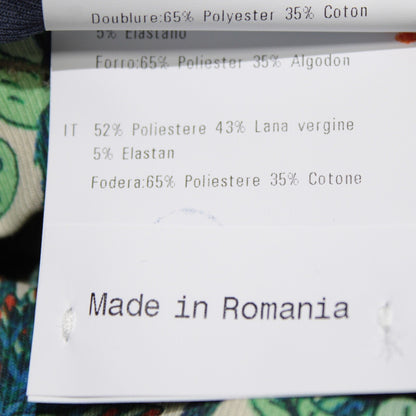 Doublure:65% Polyester 35% Coton
5% Elastano
Forro:65% Poliester 35% Algodon
IT 52% Poliestere 43% Lana vergine
5% Elastan
Fodera:65% Poliestere 35% Cotone
Made in Romania